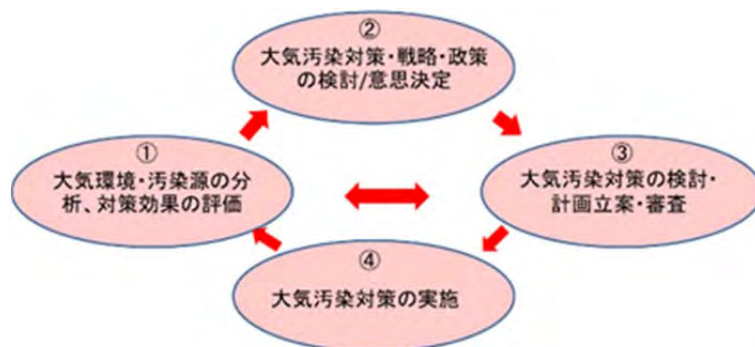 ②
大気汚染対策・戦略・政策
の検討/意思決定
①
大気環境・汚染源の分
析、対策効果の評価
③
大気汚染対策の検討・
計画立案・審査
④
大気汚染対策の実施